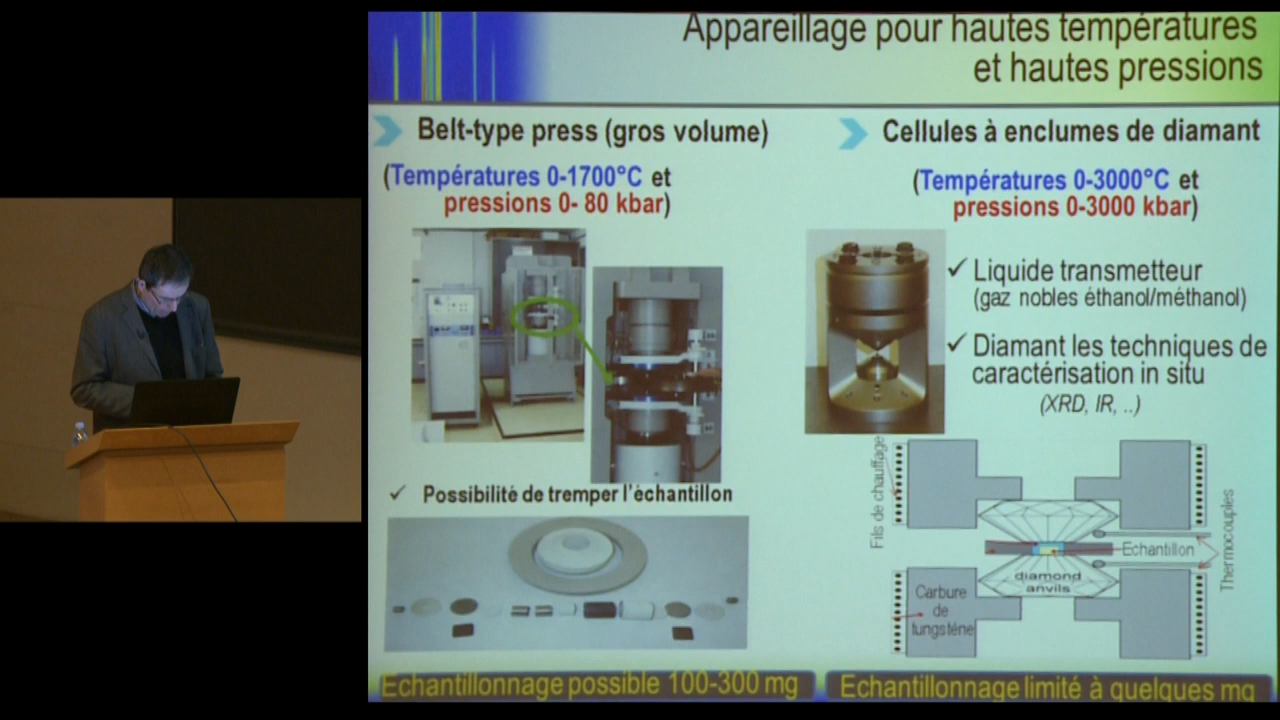 Appareillage pour hautes températures
et hautes pressions
Belt-type press (gros volume)
(Températures 0-1700°C et
pressions 0- 80 kbar)
✓ Possibilité de tremper l'échantillon
Echantillonnage possible 100-300 mg
Cellules à enclumes de diamant
(Températures 0-3000°C et
pressions 0-3000 kbar)
✓ Liquide transmetteur
(gaz nobles éthanol/méthanol)
✓ Diamant les techniques de
caractérisation in situ
(XRD, IR, ..)
Fils de chauffage
Echantillon
Thermocouples
diamond
anvils
Carbure
de
tungstène
Echantillonnage limité à quelques mg